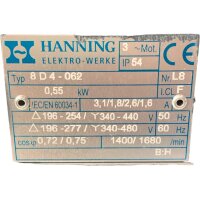 HANNING
ELEKTRO-WERKE
3 ~ Mot.
IP 54
CE
Typ 8 D 4 - 062 Nr. L8
0,55 kW I.CL F
IEC/EN 60034-1 3,1/1,8/2,6/1,6 A
△ 196-254 / Y 340-440 V 50 Hz
△ 196-277 / Y 340-480 V 60 Hz
cos φ 0,72 / 0,75 1400/ 1680 /min